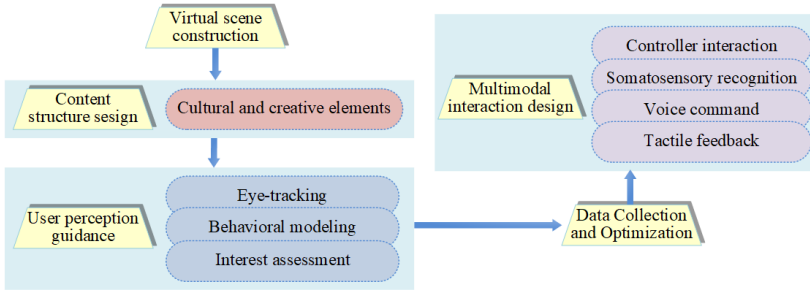 Virtual scene
construction
Content
structure sesign
Cultural and creative elements
User perception
guidance
Eye-tracking
Behavioral modeling
Interest assessment
Data Collection
and Optimization
Multimodal
interaction design
Controller interaction
Somatosensory recognition
Voice command
Tactile feedback